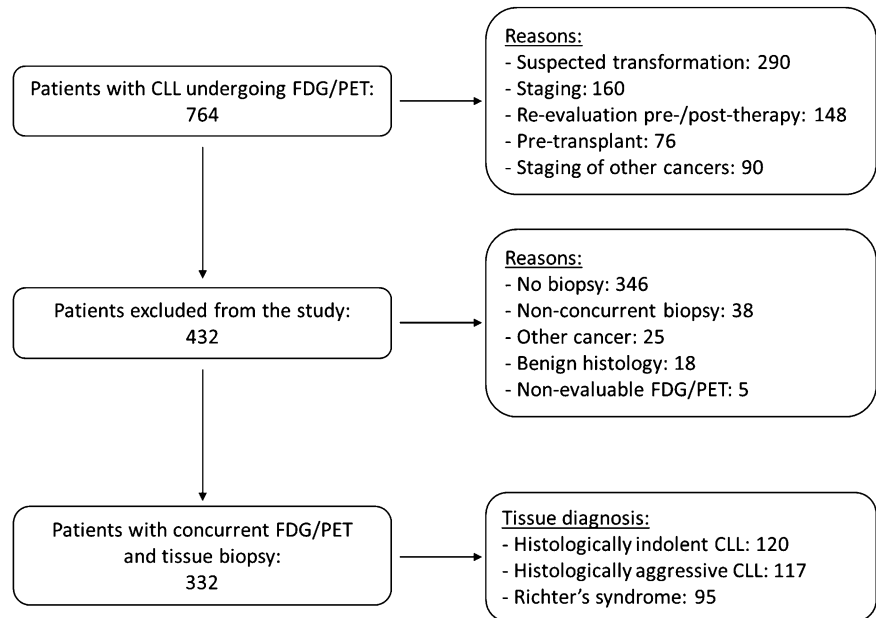 Patients with CLL undergoing FDG/PET:
764
Reasons:
- Suspected transformation: 290
- Staging: 160
- Re-evaluation pre-/post-therapy: 148
- Pre-transplant: 76
- Staging of other cancers: 90
Patients excluded from the study:
432
Reasons:
- No biopsy: 346
- Non-concurrent biopsy: 38
- Other cancer: 25
- Benign histology: 18
- Non-evaluable FDG/PET: 5
Patients with concurrent FDG/PET
and tissue biopsy:
332
Tissue diagnosis:
- Histologically indolent CLL: 120
- Histologically aggressive CLL: 117
- Richter's syndrome: 95